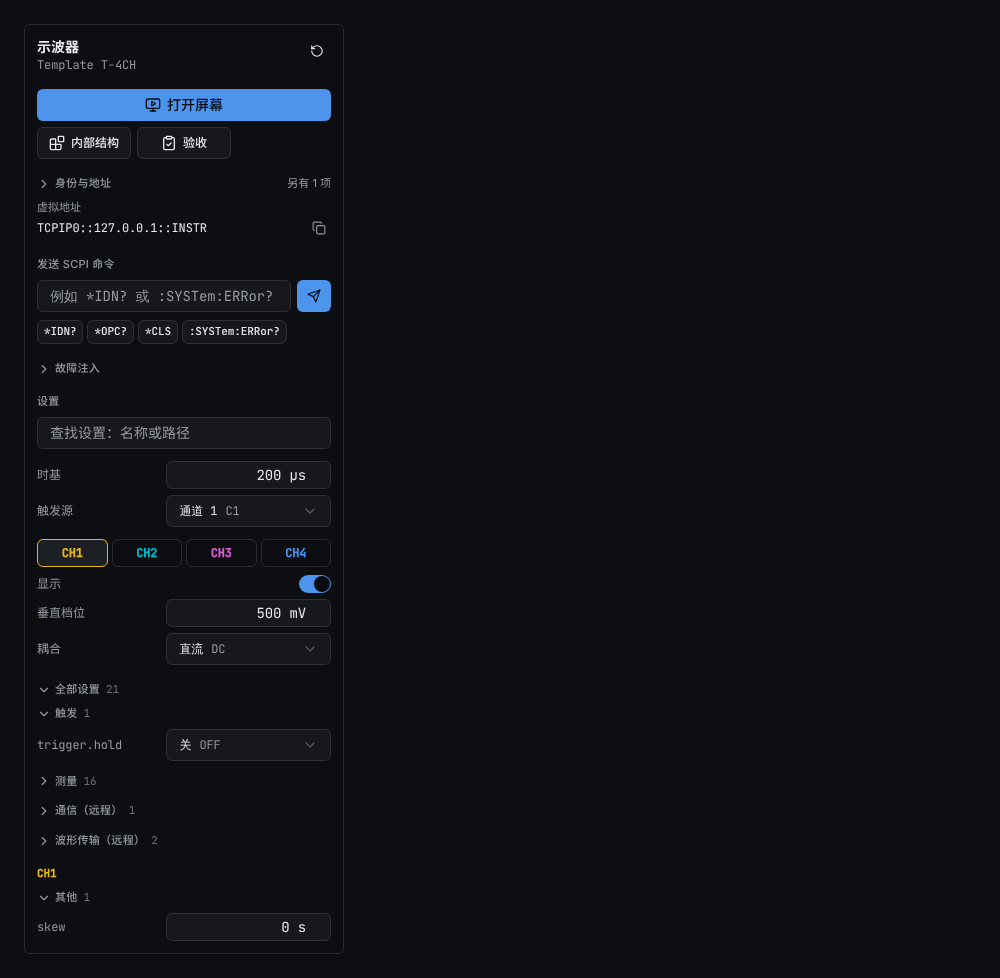 示波器
Template T-4CH
打开屏幕
内部结构 验收
身份与地址 另有 1 项
虚拟地址
TCPIP0::127.0.0.1::INSTR
发送 SCPI 命令
例如 *IDN? 或 :SYSTem:ERRor?
*IDN? *OPC? *CLS :SYSTem:ERRor?
故障注入
设置
查找设置: 名称或路径
时基 200 µs
触发源 通道 1 C1
CH1 CH2 CH3 CH4
显示
垂直档位 500 mV
耦合 直流 DC
全部设置 21
触发 1
trigger.hold 关 OFF
测量 16
通信（远程） 1
波形传输（远程） 2
CH1
其他 1
skew 0 s